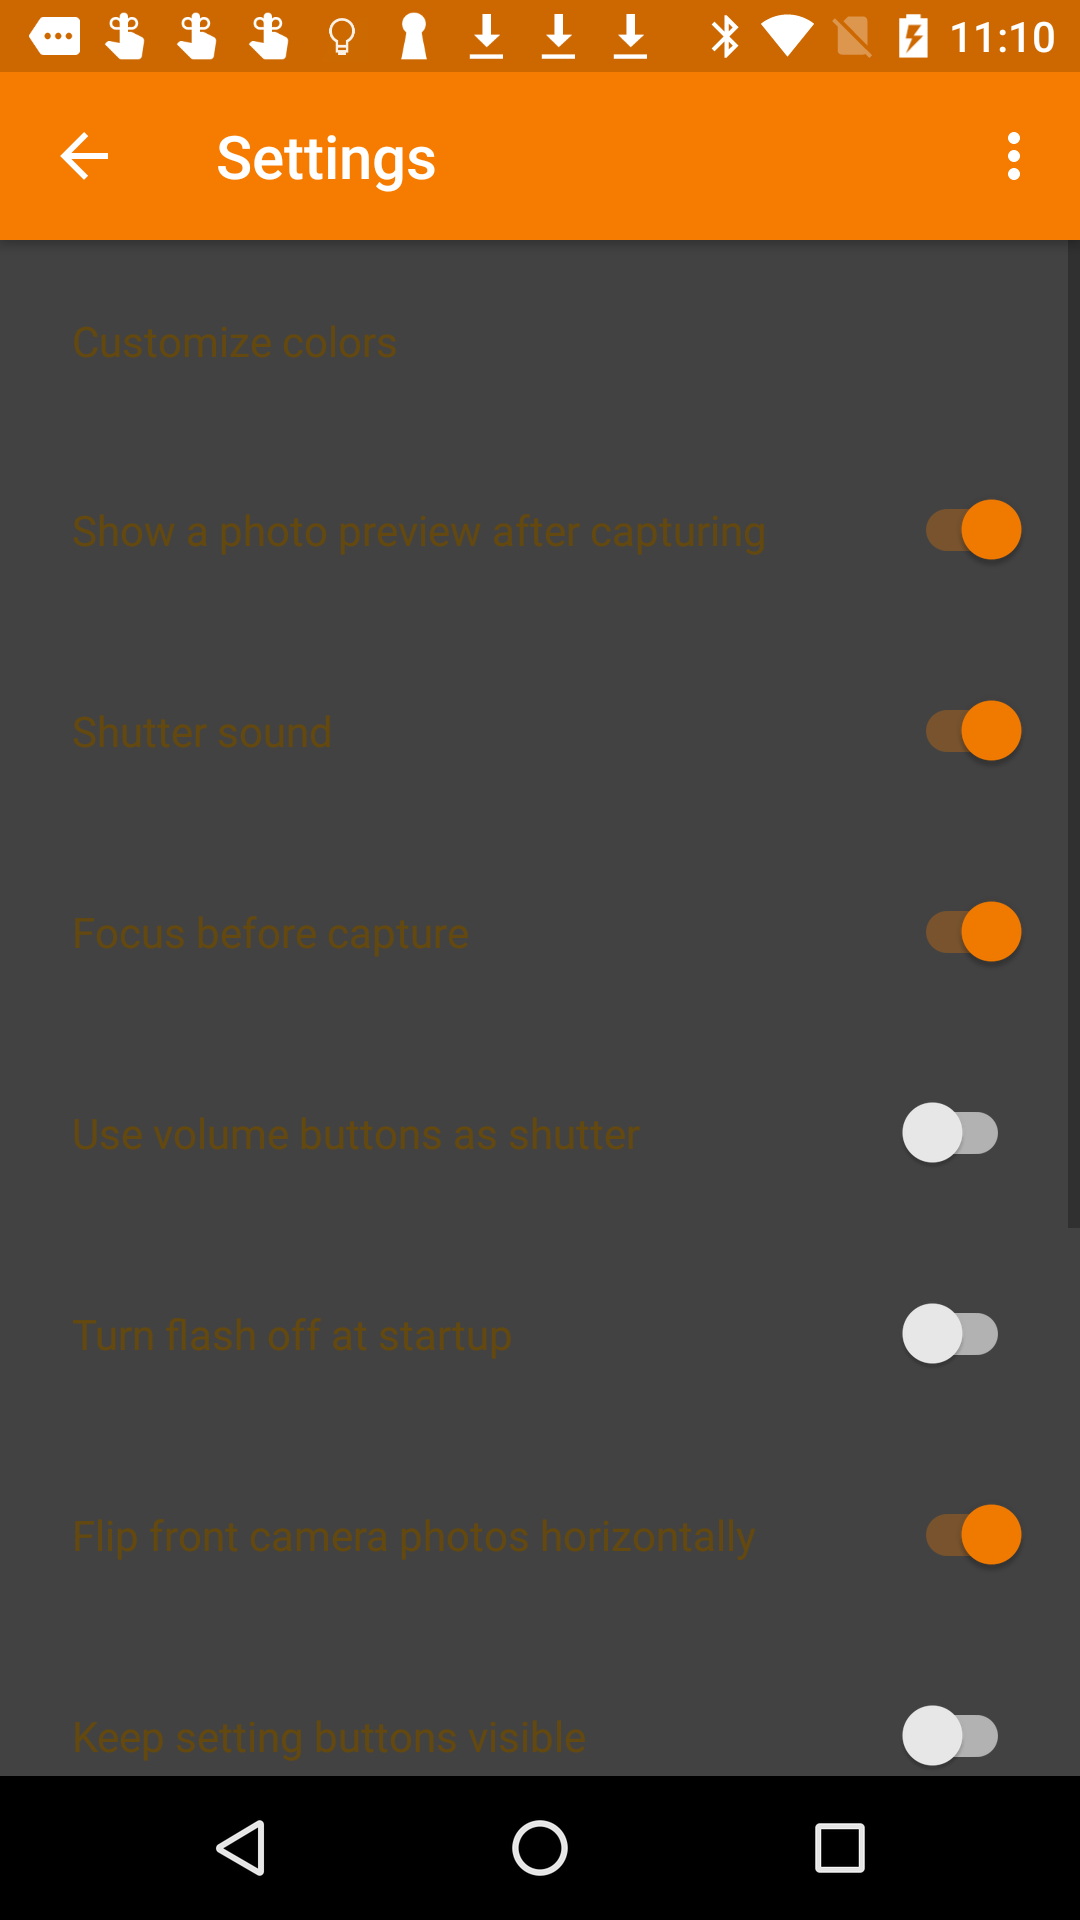 11:10
Settings
Customize colors
Show a photo preview after capturing
Shutter sound
Focus before capture
Use volume buttons as shutter
Turn flash off at startup
Flip front camera photos horizontally
Keep setting buttons visible